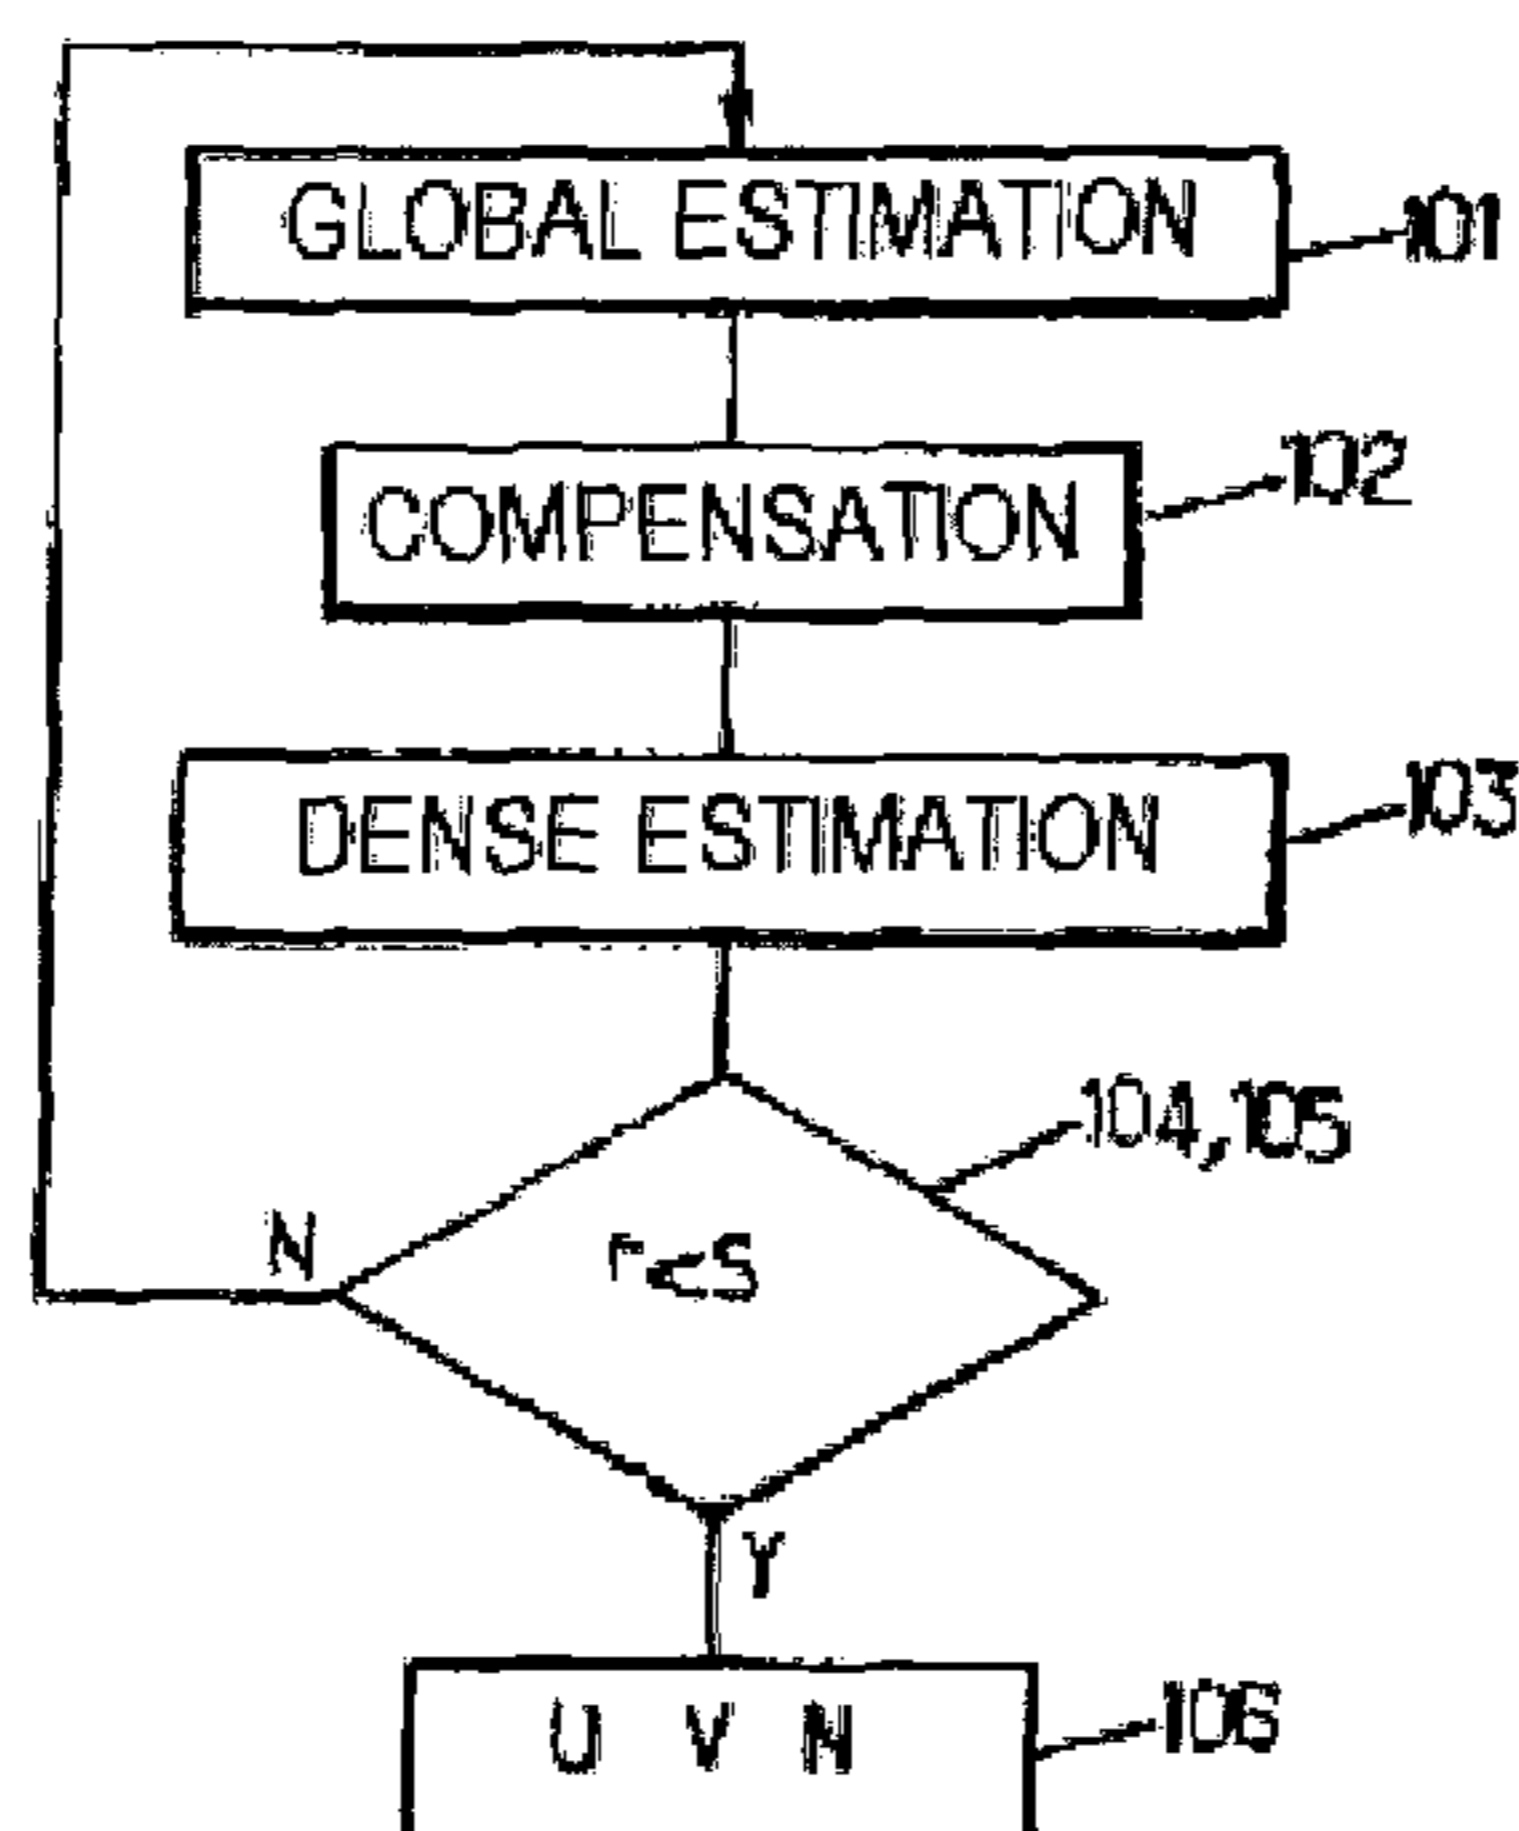 GLOBAL ESTIMATION
101
COMPENSATION
102
DENSE ESTIMATION
103
104,105
N
F<S
Y
U V N
106